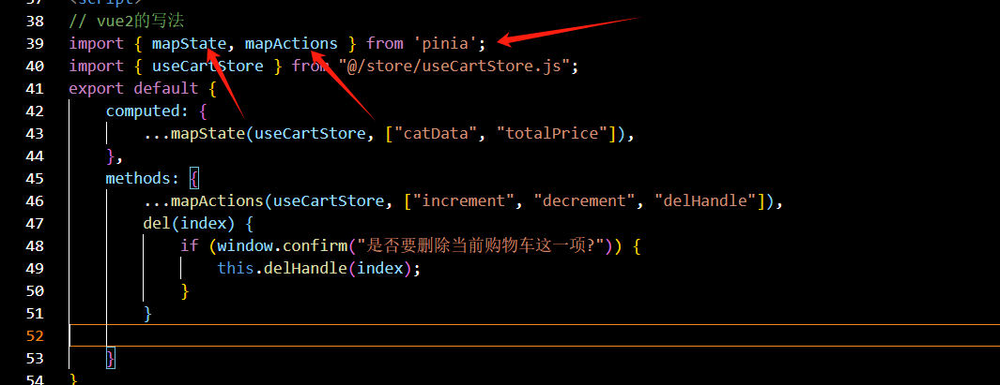 37 <script>
38 // vue2的写法
39 import { mapState, mapActions } from 'pinia';
40 import { useCartStore } from "@/store/useCartStore.js";
41 export default {
42 computed: {
43 ...mapState(useCartStore, ["catData", "totalPrice"]),
44 },
45 methods: {
46 ...mapActions(useCartStore, ["increment", "decrement", "delHandle"]),
47 del(index) {
48 if (window.confirm("是否要删除当前购物车这一项?")) {
49 this.delHandle(index);
50 }
51 }
52
53 }
54 }